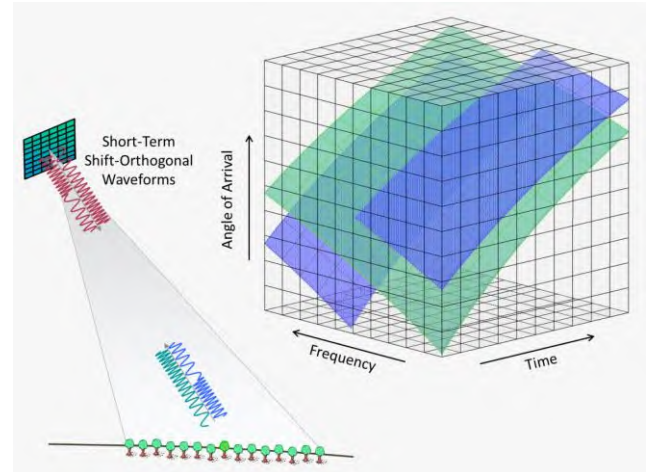 Short-Term
Shift-Orthogonal
Waveforms
Angle of Arrival
Frequency
Time